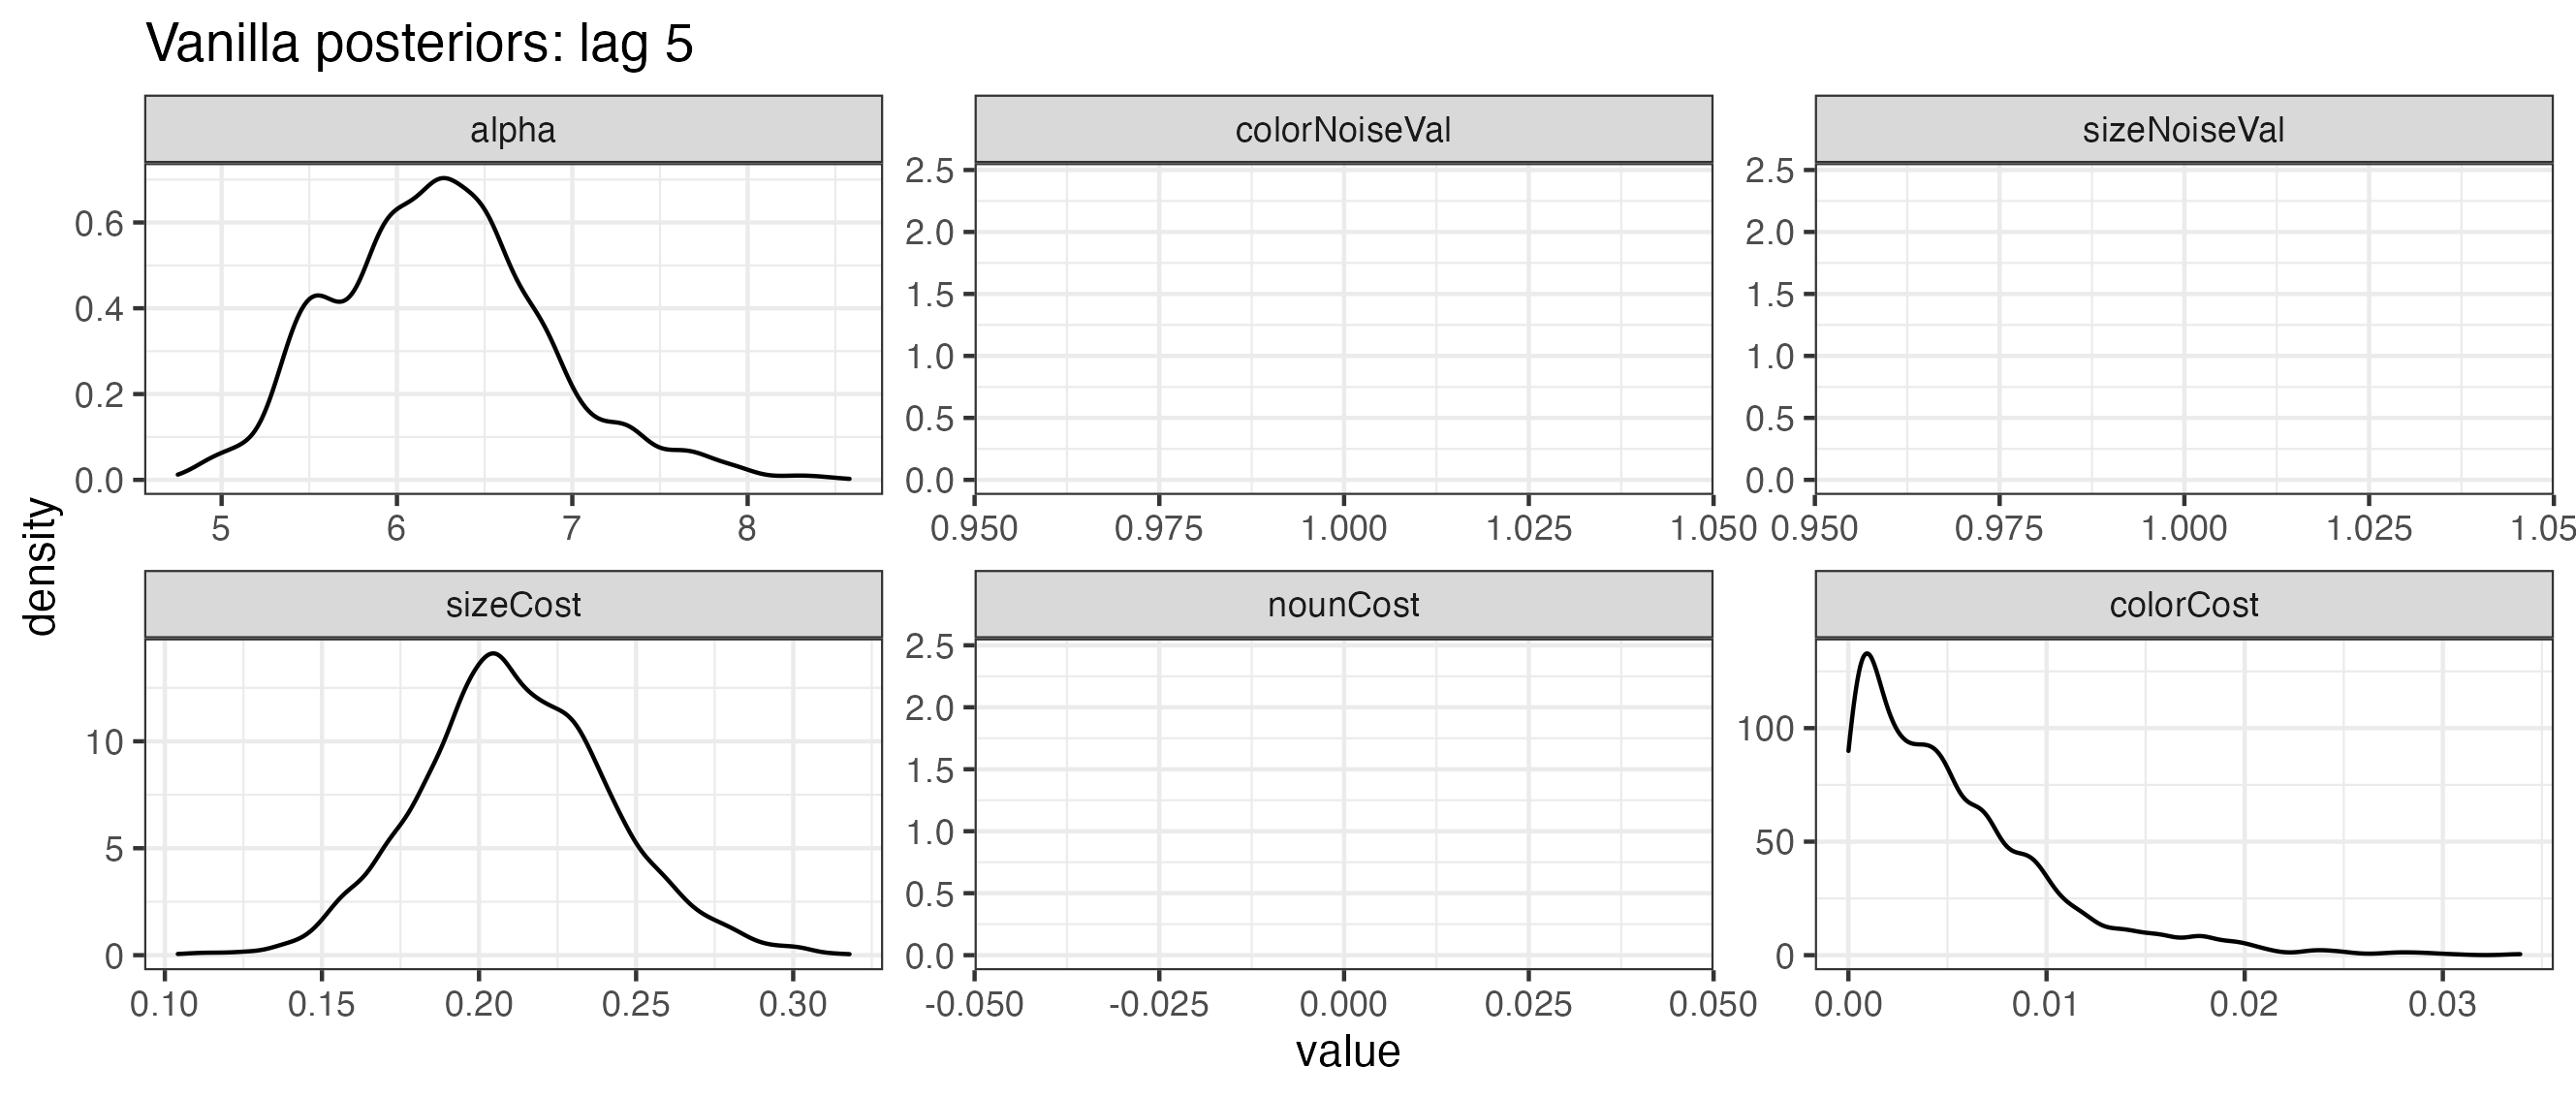 Vanilla posteriors: lag 5
alpha
colorNoiseVal
sizeNoiseVal
0.6
0.4
0.2
0.0
2.5
2.0
1.5
1.0
0.5
0.0
2.5
2.0
1.5
1.0
0.5
0.0
5 6 7 8
0.950 0.975 1.000 1.025 1.050
0.950 0.975 1.000 1.025 1.05
density
sizeCost
nounCost
colorCost
10
5
0
2.5
2.0
1.5
1.0
0.5
0.0
100
50
0
0.10 0.15 0.20 0.25 0.30
-0.050 -0.025 0.000 0.025 0.050
0.00 0.01 0.02 0.03
value